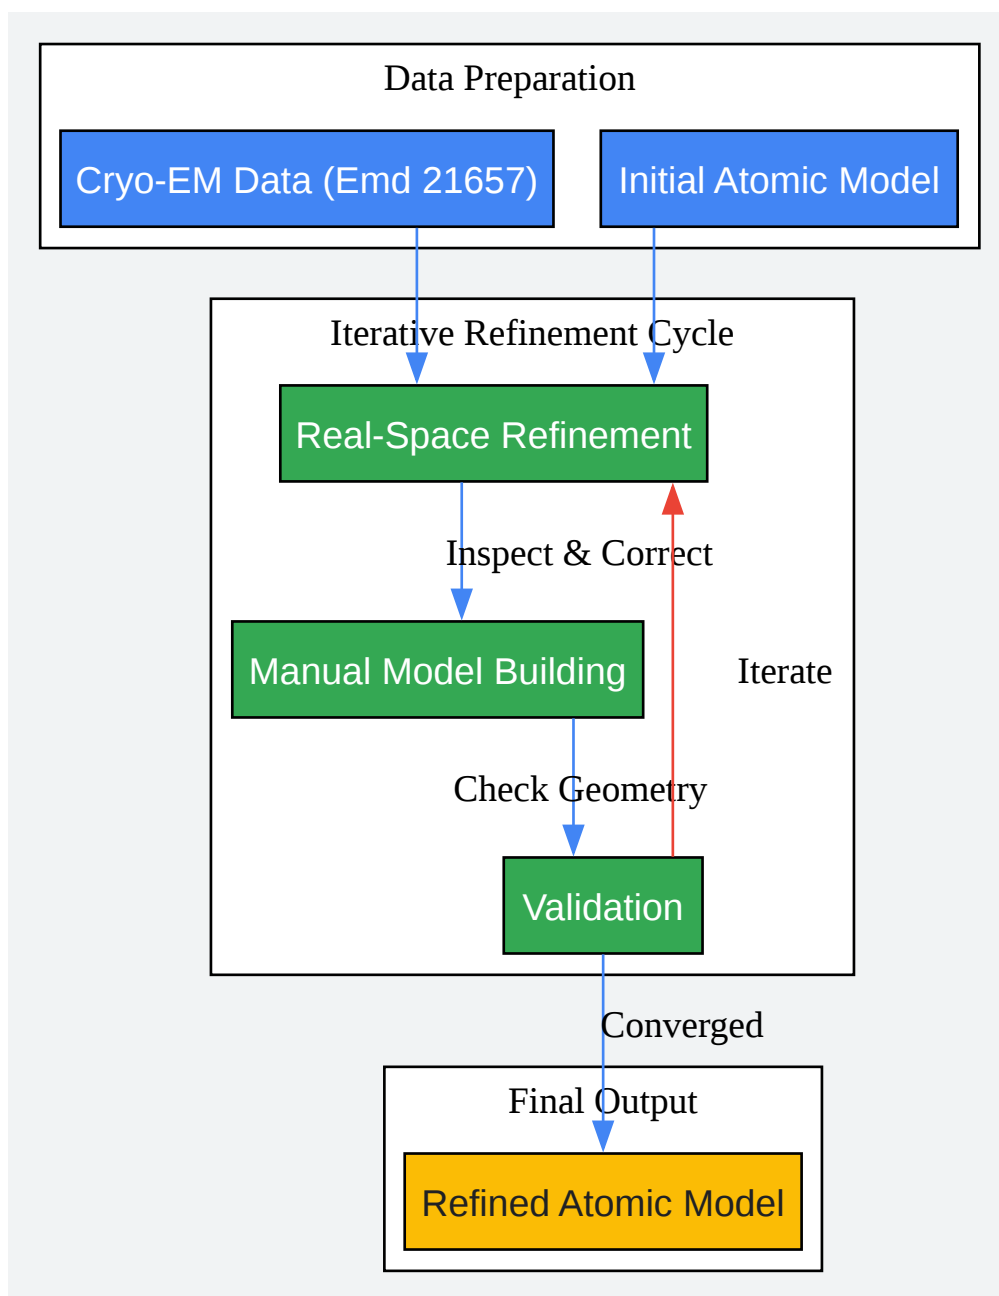 Data Preparation
Cryo-EM Data (Emd 21657)
Initial Atomic Model
Iterative Refinement Cycle
Real-Space Refinement
Inspect & Correct
Manual Model Building
Iterate
Check Geometry
Validation
Converged
Final Output
Refined Atomic Model